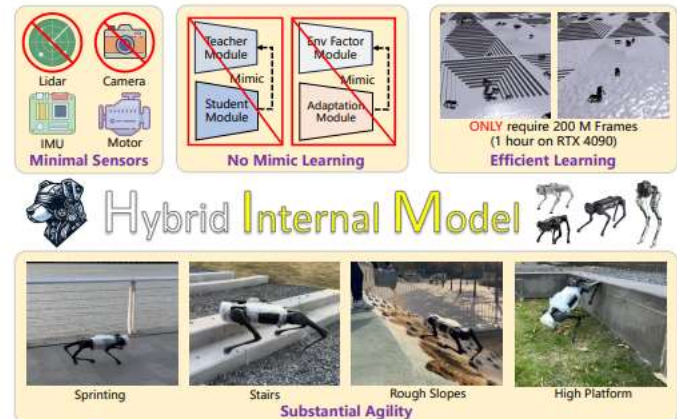 Lidar
Camera
IMU
Motor
Minimal Sensors
Teacher
Module
Mimic
Student
Module
Env Factor
Module
Mimic
Adaptation
Module
No Mimic Learning
ONLY require 200 M Frames
(1 hour on RTX 4090)
Efficient Learning
Hybrid Internal Model
Sprinting
Stairs
Rough Slopes
High Platform
Substantial Agility